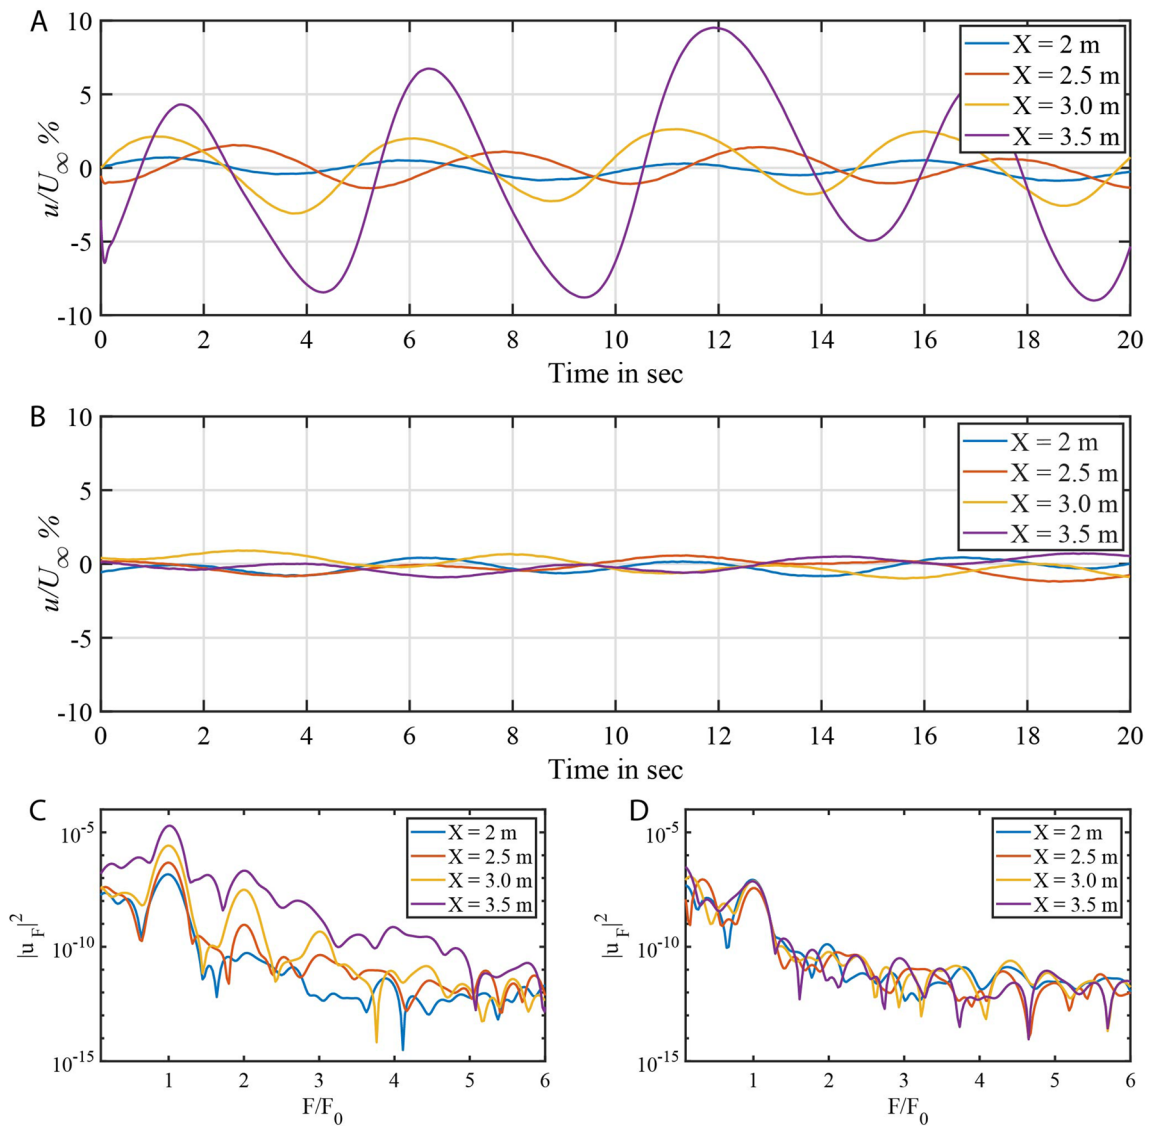 A
10
5
0
-5
-10
u/U∞ %
0 2 4 6 8 10 12 14 16 18 20
Time in sec
X = 2 m
X = 2.5 m
X = 3.0 m
X = 3.5 m
B
10
5
0
-5
-10
u/U∞ %
0 2 4 6 8 10 12 14 16 18 20
Time in sec
X = 2 m
X = 2.5 m
X = 3.0 m
X = 3.5 m
C
10⁻⁵
10⁻¹⁰
10⁻¹⁵
|u_F|²
1 2 3 4 5 6
F/F₀
X = 2 m
X = 2.5 m
X = 3.0 m
X = 3.5 m
D
10⁻⁵
10⁻¹⁰
10⁻¹⁵
|u_F|²
1 2 3 4 5 6
F/F₀
X = 2 m
X = 2.5 m
X = 3.0 m
X = 3.5 m